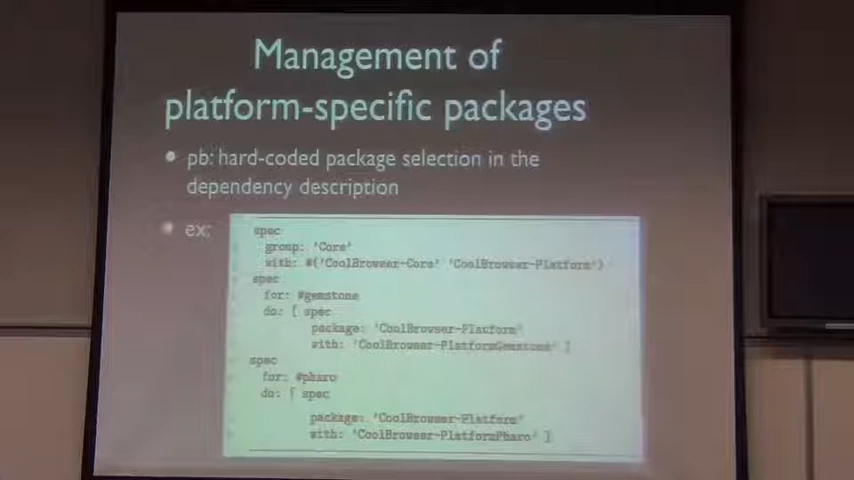 Management of
platform-specific packages
• pb: hard-coded package selection in the
dependency description
• ex:
spec
group: 'Core'
with: #('CoolBrowser-Core' 'CoolBrowser-Platform')
spec
for: #gemstone
do: [ spec
package: 'CoolBrowser-Platform'
with: 'CoolBrowser-PlatformGemstone' ]
spec
for: #pharo
do: [ spec
package: 'CoolBrowser-Platform'
with: 'CoolBrowser-PlatformPharo' ]